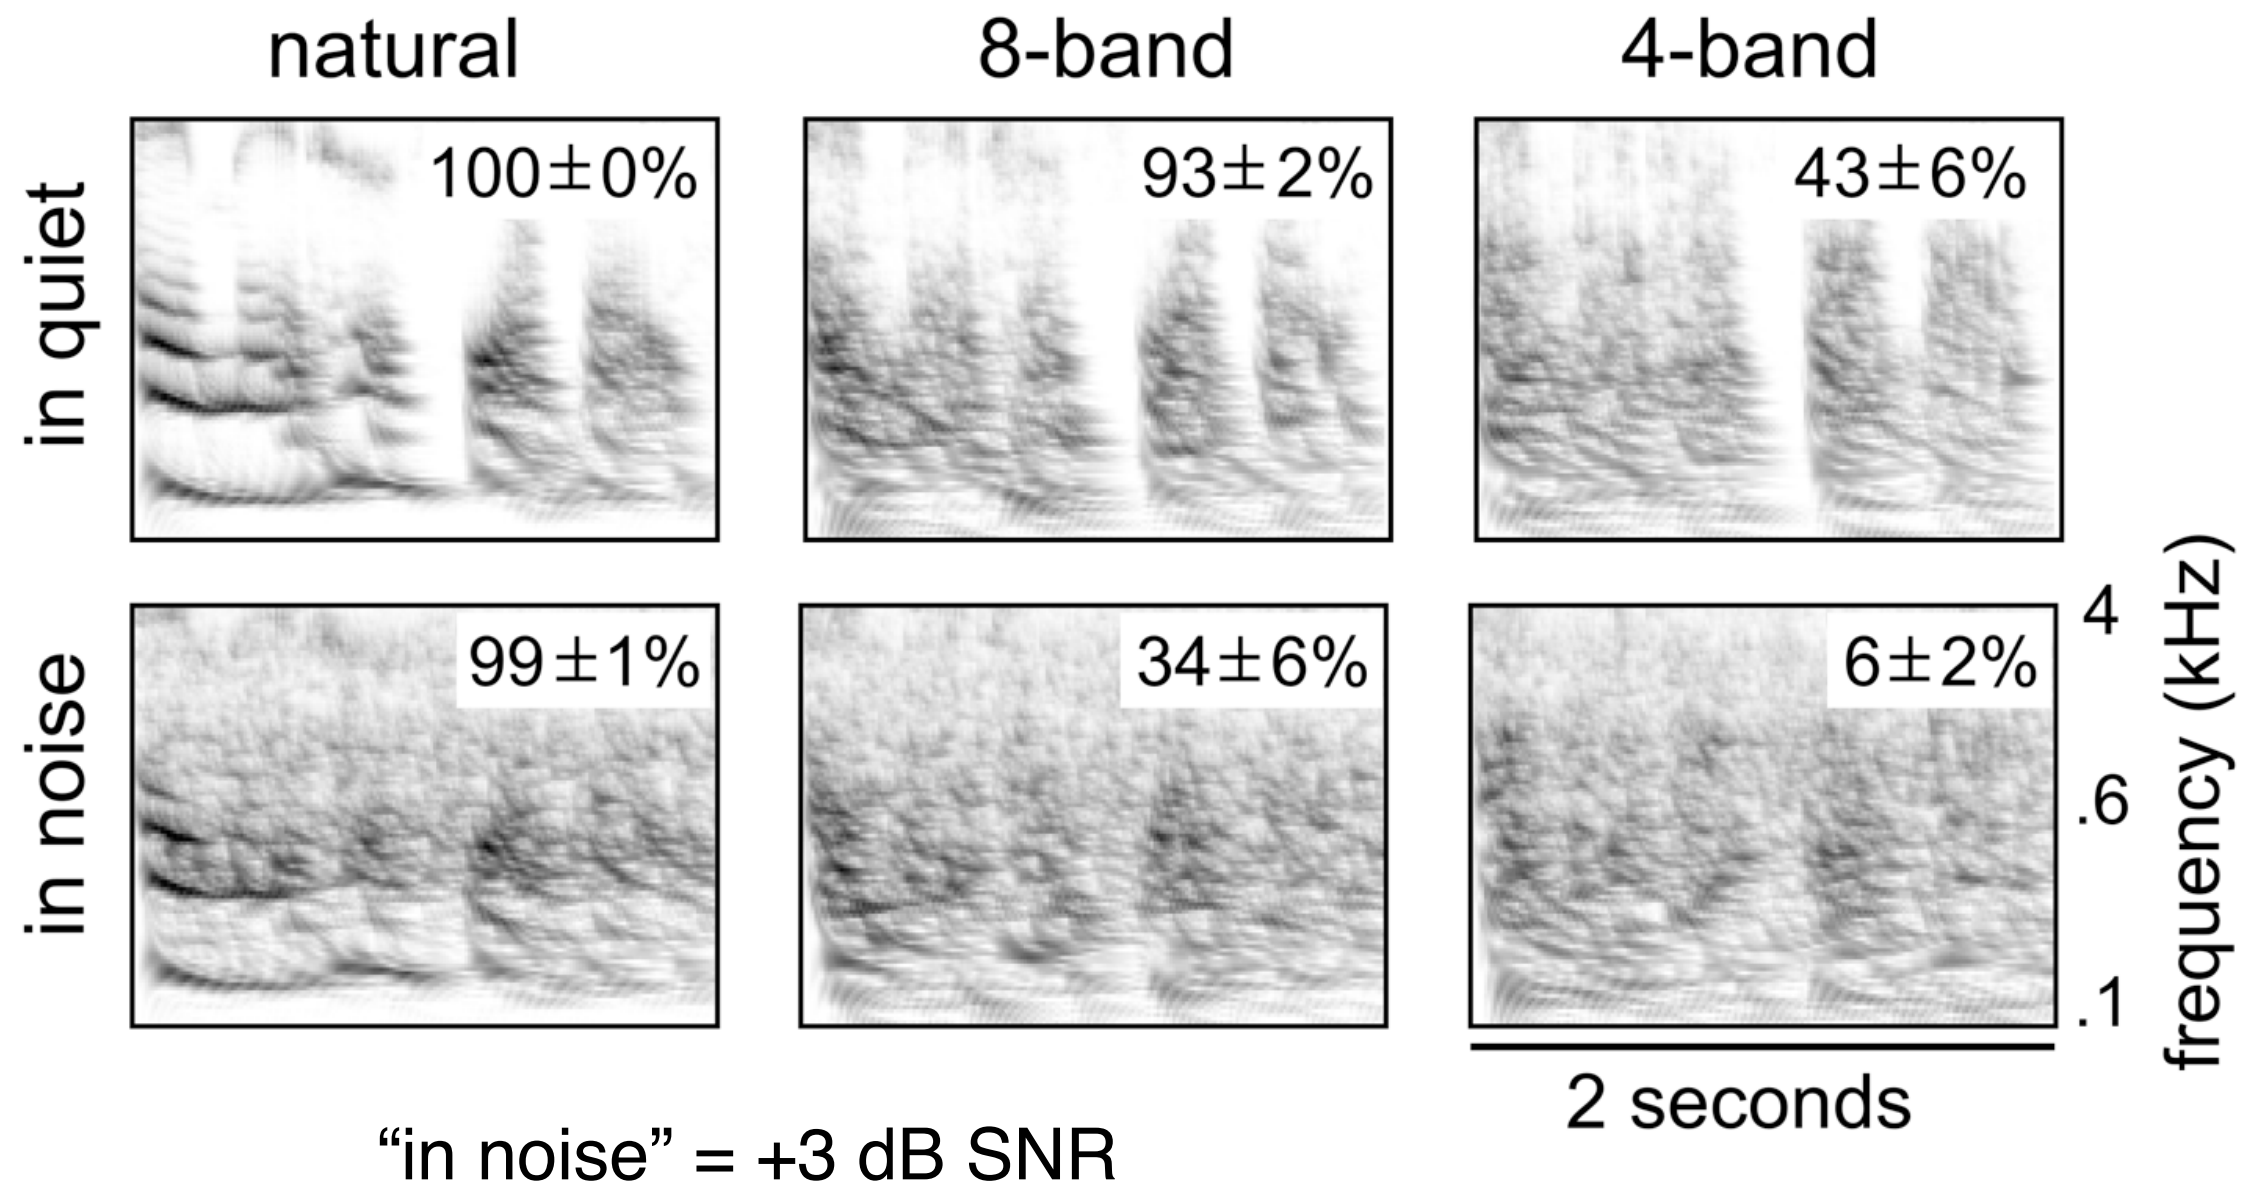 natural
8-band
4-band
in quiet
100±0%
93±2%
43±6%
in noise
99±1%
34±6%
6±2%
4
.6
.1
frequency (kHz)
2 seconds
“in noise” = +3 dB SNR